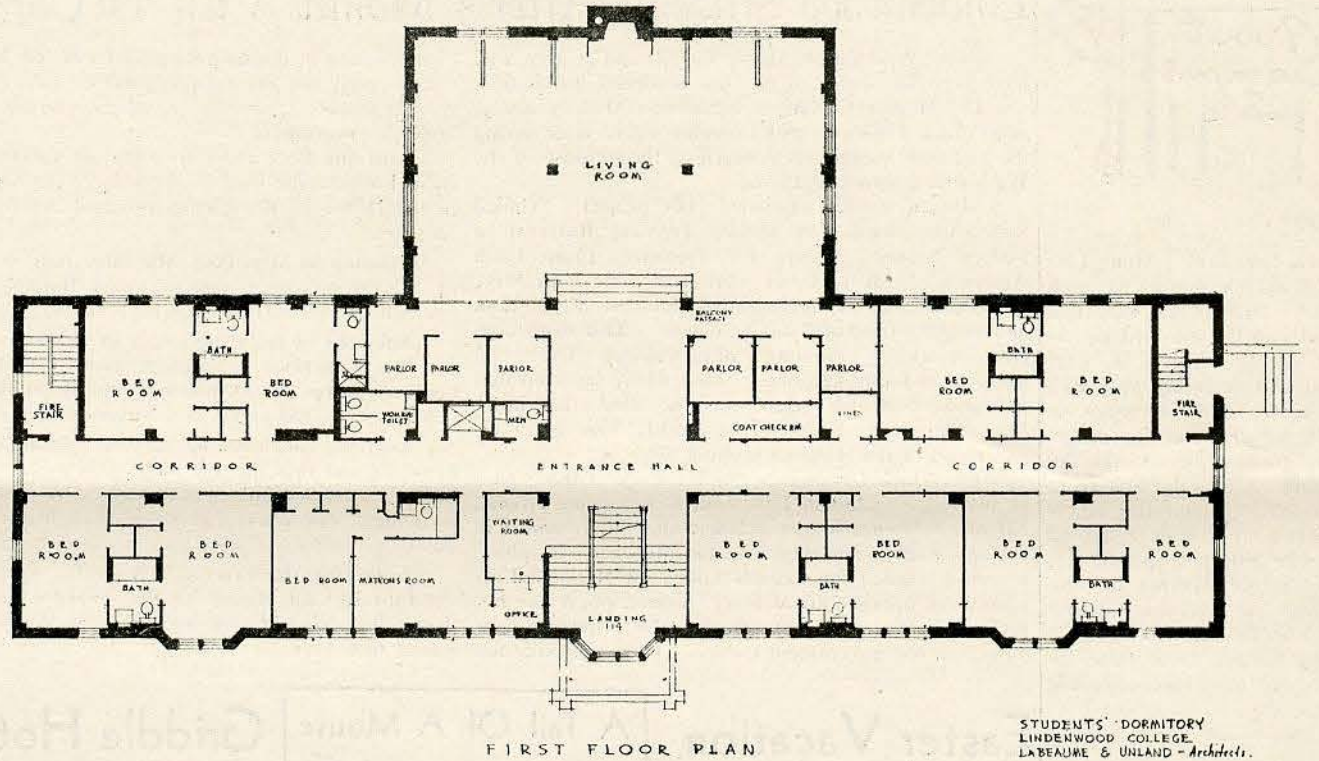 LIVING
ROOM
BALCONY
PASSAGE
BATH
BED
ROOM
BED
ROOM
PARLOR
PARLOR
PARLOR
PARLOR
PARLOR
PARLOR
BED
ROOM
BATH
BED
ROOM
FIRE
STAIR
WOMENS
TOILET
MEN
COAT CHECK RM
LINEN
FIRE
STAIR
CORRIDOR
ENTRANCE HALL
CORRIDOR
BED
ROOM
BATH
BED
ROOM
BED ROOM
MATRONS ROOM
WAITING
ROOM
OFFICE
LANDING
114
BED
ROOM
BATH
BED
ROOM
BED
ROOM
BATH
BED
ROOM
FIRST FLOOR PLAN
STUDENTS' DORMITORY
LINDENWOOD COLLEGE
LABEAUME & UNLAND - Architects.